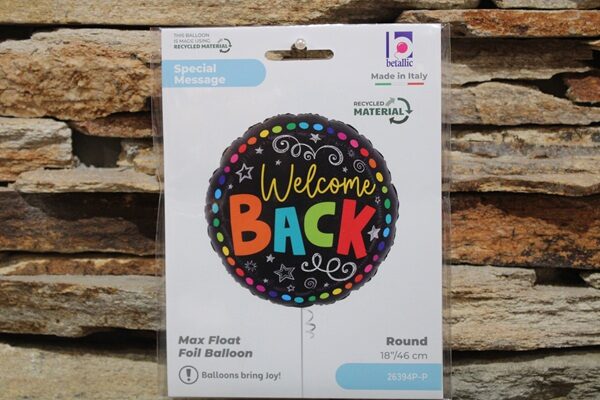 THIS BALLOON
IS MADE USING
RECYCLED MATERIAL
Special
Message
betallic
Made in Italy
RECYCLED
MATERIAL
Welcome
BACK
Max Float
Foil Balloon
Balloons bring Joy!
Round
18"/46 cm
26394P-P